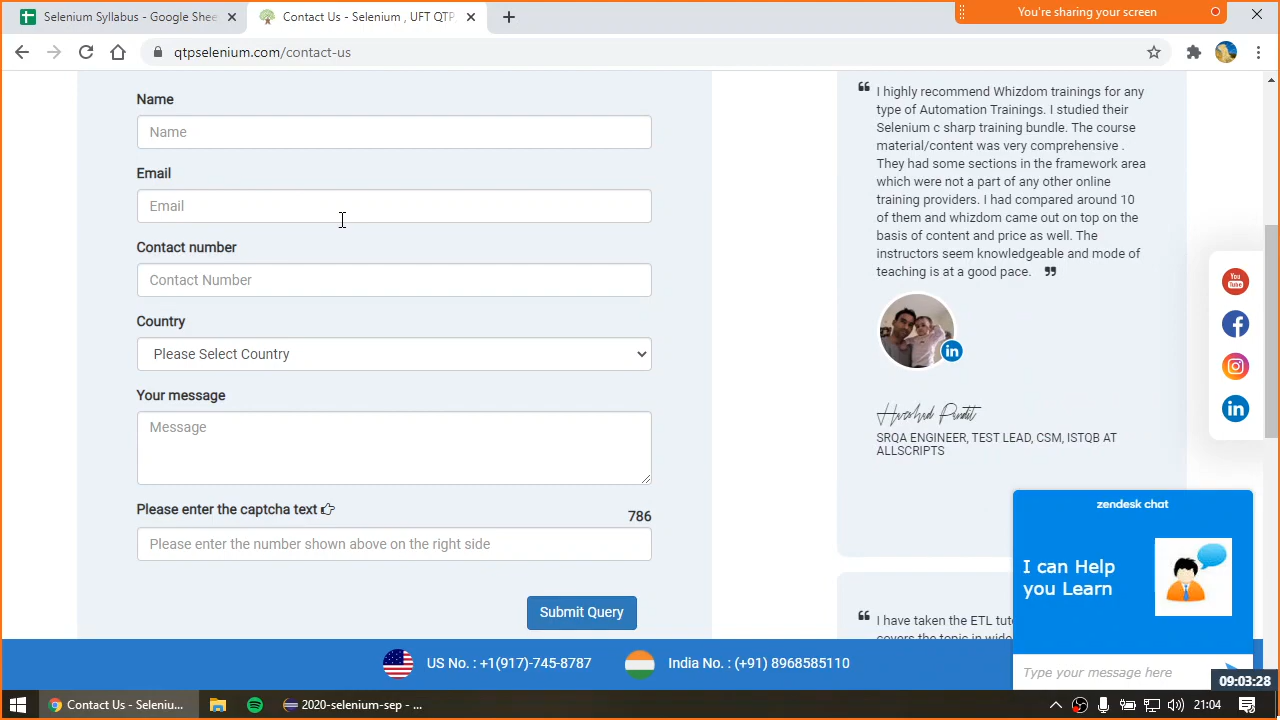 Selenium Syllabus - Google Shee
Contact Us - Selenium , UFT QTP,
You're sharing your screen
qtpselenium.com/contact-us
Name
Name
Email
Email
Contact number
Contact Number
Country
Please Select Country
Your message
Message
Please enter the captcha text
786
Please enter the number shown above on the right side
Submit Query
I highly recommend Whizdom trainings for any
type of Automation Trainings. I studied their
Selenium c sharp training bundle. The course
material/content was very comprehensive .
They had some sections in the framework area
which were not a part of any other online
training providers. I had compared around 10
of them and whizdom came out on top on the
basis of content and price as well. The
instructors seem knowledgeable and mode of
teaching is at a good pace.
in
SRQA ENGINEER, TEST LEAD, CSM, ISTQB AT
ALLSCRIPTS
I have taken the ETL tut
You Tube
in
zendesk chat
I can Help
you Learn
Type your message here
US No. : +1(917)-745-8787
India No. : (+91) 8968585110
09:03:28
Contact Us - Seleniu...
2020-selenium-sep - ...
21:04